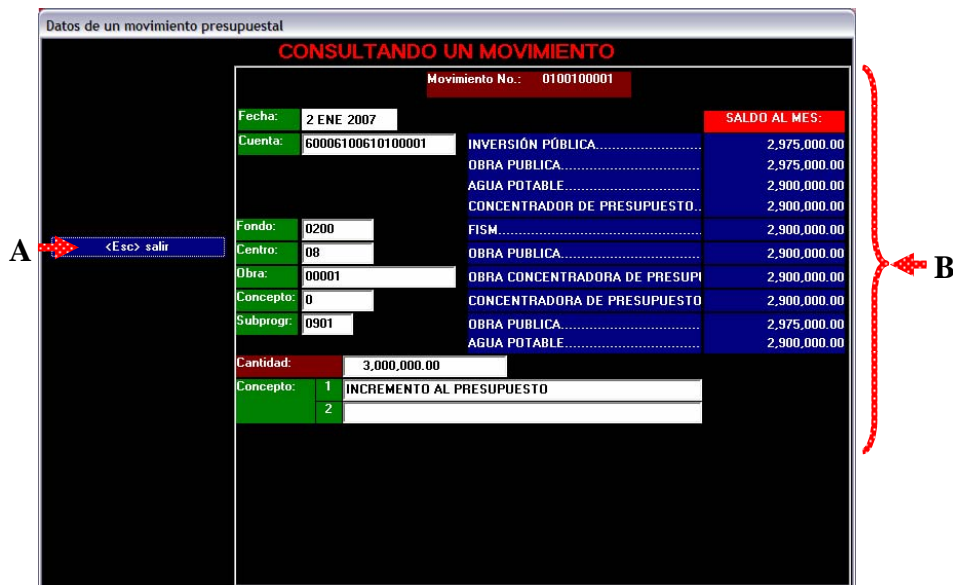 Datos de un movimiento presupuestal
CONSULTANDO UN MOVIMIENTO
Movimiento No.: 0100100001
Fecha: 2 ENE 2007 SALDO AL MES:
Cuenta: 60006100610100001 INVERSIÓN PÚBLICA........................... 2,975,000.00
OBRA PUBLICA.................................. 2,975,000.00
AGUA POTABLE................................. 2,900,000.00
CONCENTRADOR DE PRESUPUESTO.. 2,900,000.00
Fondo: 0200 FISM.................................................. 2,900,000.00
A <Esc> salir Centro: 08 OBRA PUBLICA.................................. 2,900,000.00 B
Obra: 00001 OBRA CONCENTRADORA DE PRESUP 2,900,000.00
Concepto: 0 CONCENTRADORA DE PRESUPUESTO 2,900,000.00
Subprogr: 0901 OBRA PUBLICA.................................. 2,975,000.00
AGUA POTABLE................................. 2,900,000.00
Cantidad: 3,000,000.00
Concepto: 1 INCREMENTO AL PRESUPUESTO
2